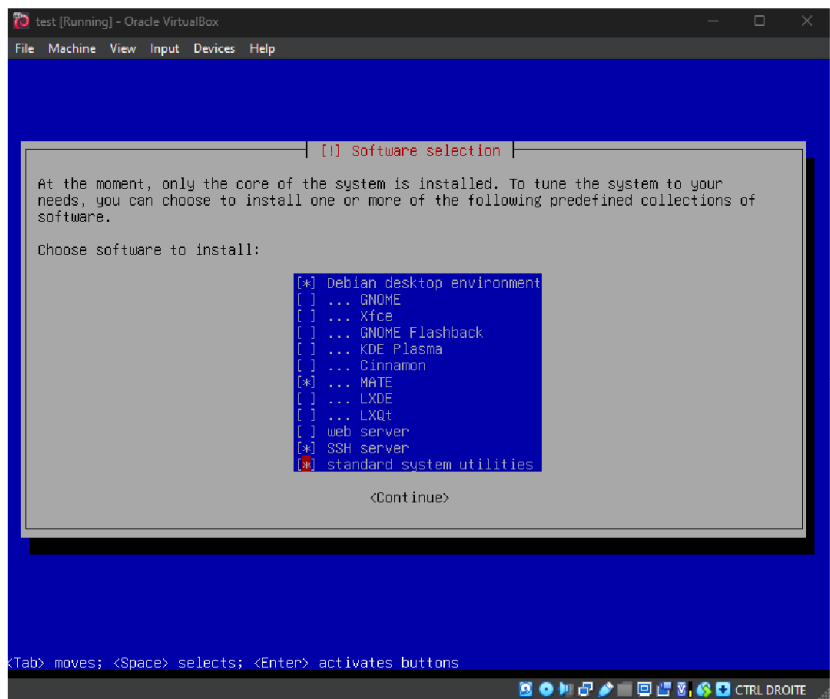 test [Running] - Oracle VirtualBox
File Machine View Input Devices Help
[!] Software selection
At the moment, only the core of the system is installed. To tune the system to your
needs, you can choose to install one or more of the following predefined collections of
software.
Choose software to install:
[*] Debian desktop environment
[ ] ... GNOME
[ ] ... Xfce
[ ] ... GNOME Flashback
[ ] ... KDE Plasma
[ ] ... Cinnamon
[*] ... MATE
[ ] ... LXDE
[ ] ... LXQt
[ ] web server
[*] SSH server
[*] standard system utilities
<Continue>
<Tab> moves; <Space> selects; <Enter> activates buttons
CTRL DROITE